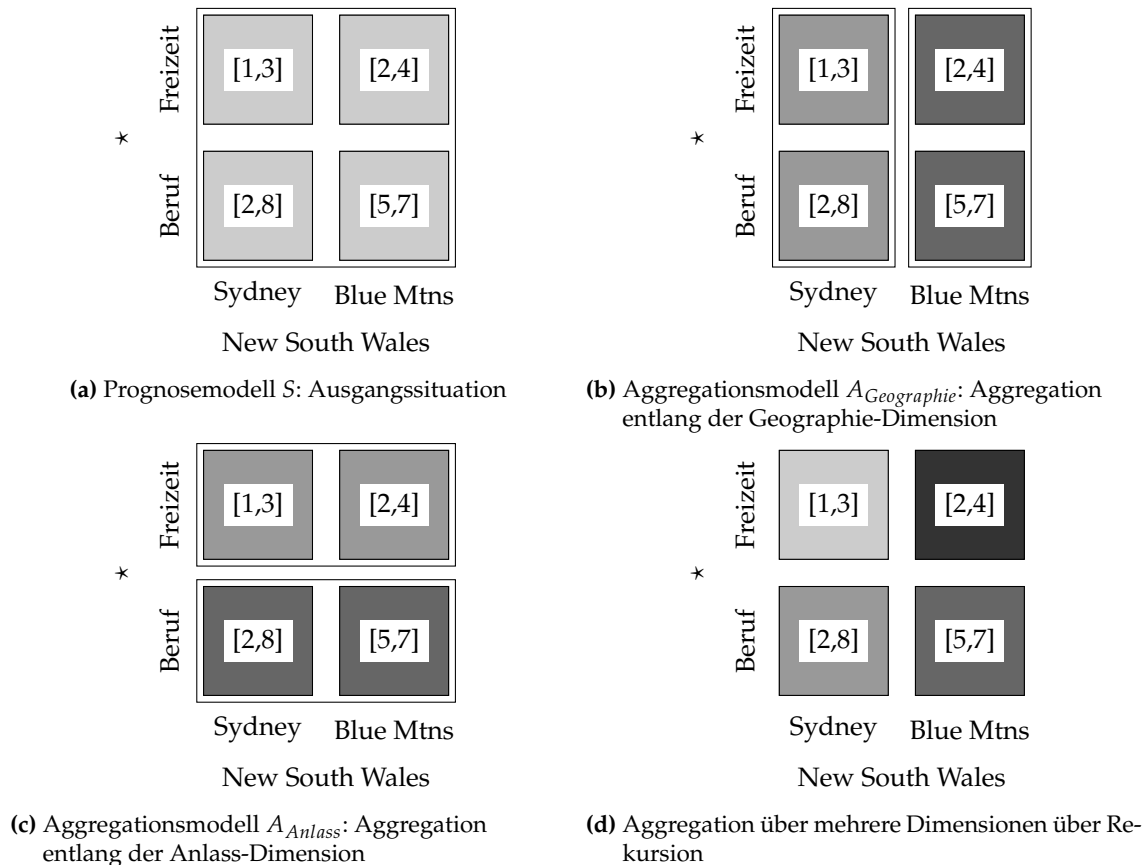 Freizeit
[1,3] [2,4]
⋆
Beruf
[2,8] [5,7]
Sydney Blue Mtns
New South Wales
(a) Prognosemodell S: Ausgangssituation
Freizeit
[1,3] [2,4]
⋆
Beruf
[2,8] [5,7]
Sydney Blue Mtns
New South Wales
(b) Aggregationsmodell A_Geographie: Aggregation
entlang der Geographie-Dimension
Freizeit
[1,3] [2,4]
⋆
Beruf
[2,8] [5,7]
Sydney Blue Mtns
New South Wales
(c) Aggregationsmodell A_Anlass: Aggregation
entlang der Anlass-Dimension
Freizeit
[1,3] [2,4]
⋆
Beruf
[2,8] [5,7]
Sydney Blue Mtns
New South Wales
(d) Aggregation über mehrere Dimensionen über Re-
kursion